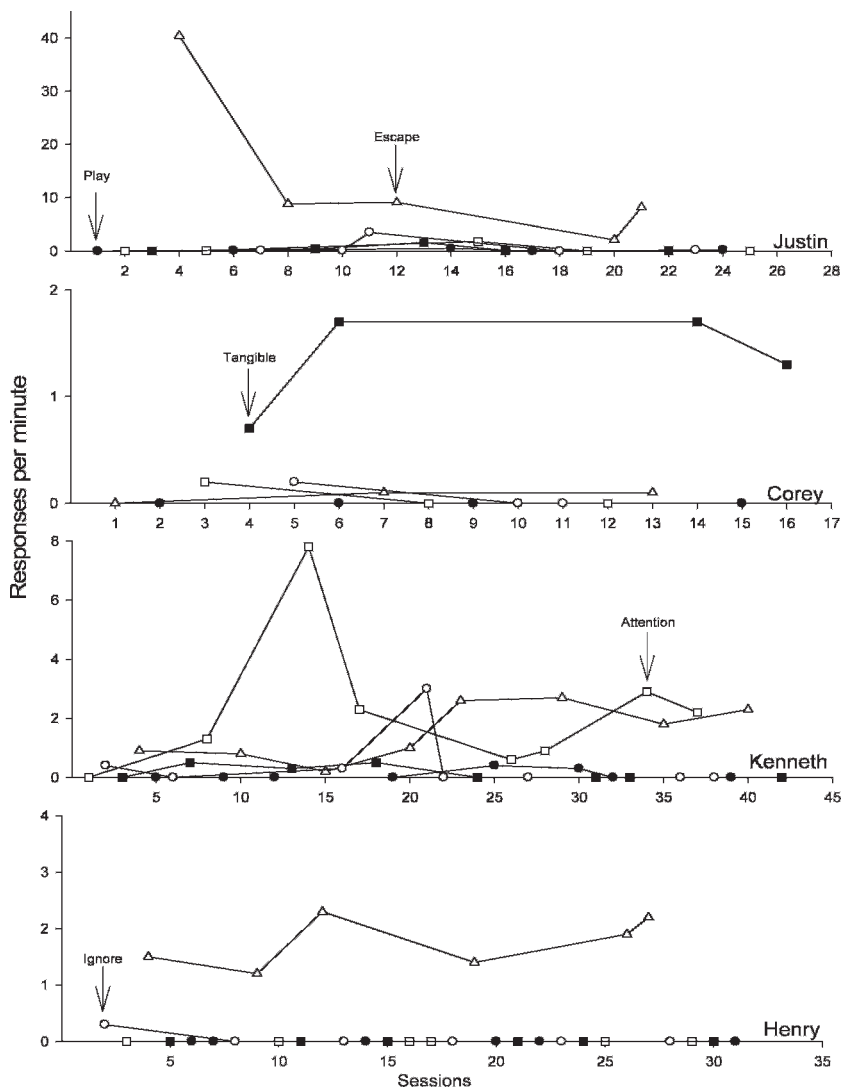 Responses per minute
40
30
20
10
0
Play
Escape
Justin
2 4 6 8 10 12 14 16 18 20 22 24 26 28
2
1
0
Tangible
Corey
1 2 3 4 5 6 7 8 9 10 11 12 13 14 15 16 17
8
6
4
2
0
Attention
Kenneth
5 10 15 20 25 30 35 40 45
4
3
2
1
0
Ignore
Henry
5 10 15 20 25 30 35
Sessions